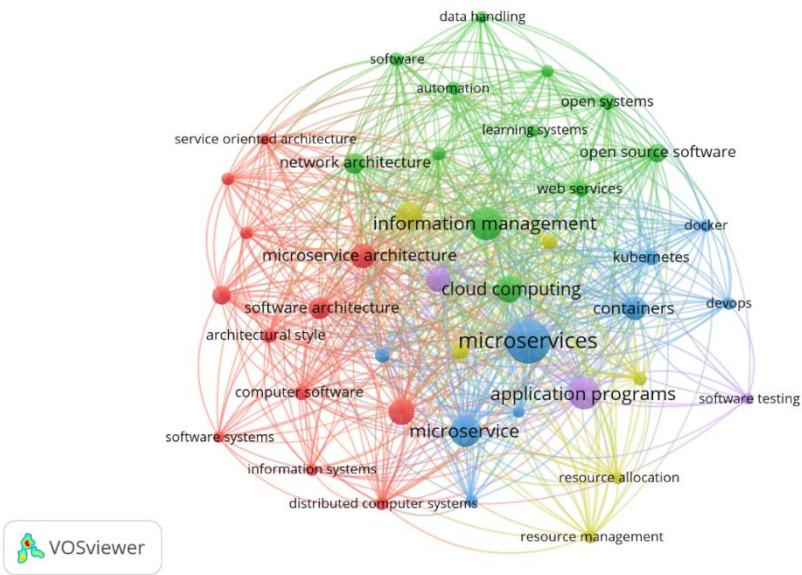 data handling
software
automation
open systems
learning systems
service oriented architecture
network architecture
open source software
web services
information management
docker
microservice architecture
kubernetes
cloud computing
software architecture
containers
devops
architectural style
microservices
computer software
application programs
software testing
microservice
software systems
information systems
resource allocation
distributed computer systems
resource management
VOSviewer